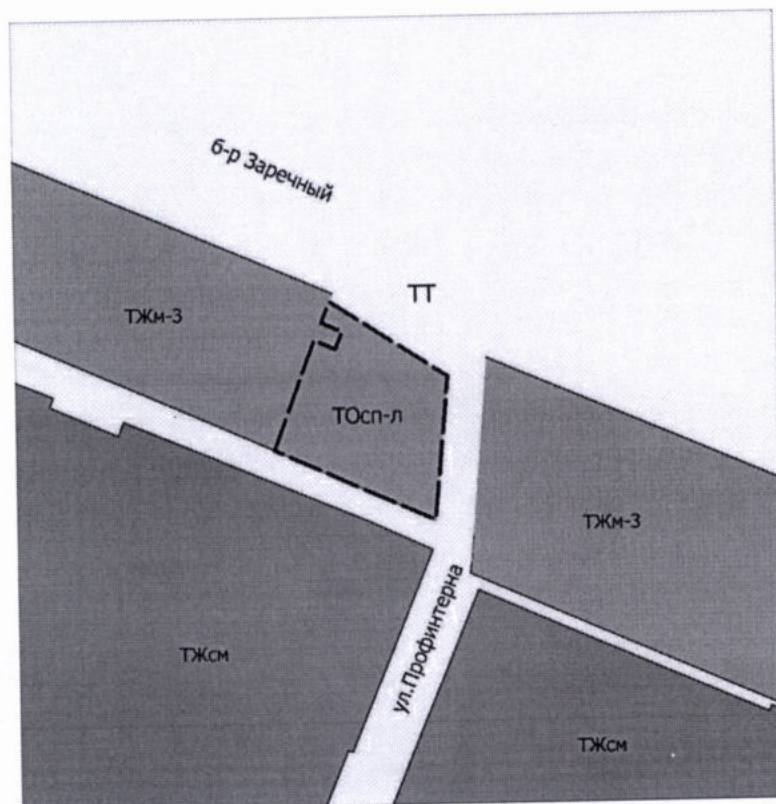 б-р Заречный
ТТ
ТЖм-3
ТОсп-л
ТЖм-3
ул.Профинтерна
ТЖсм
ТЖсм